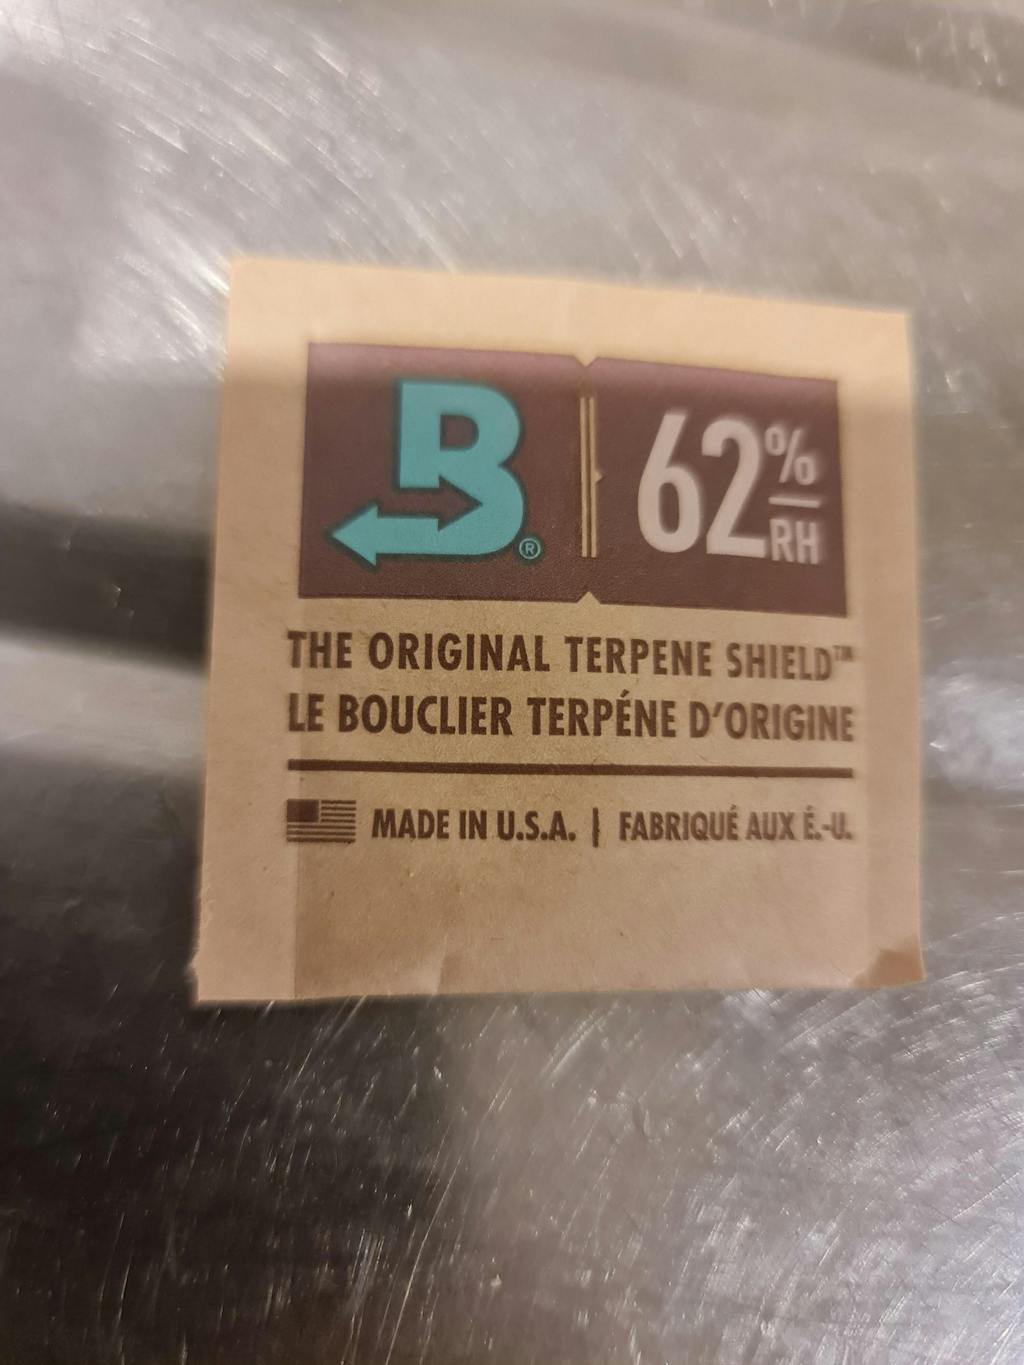 B®
62% RH
THE ORIGINAL TERPENE SHIELD™
LE BOUCLIER TERPÉNE D'ORIGINE
MADE IN U.S.A. | FABRIQUÉ AUX É.-U.